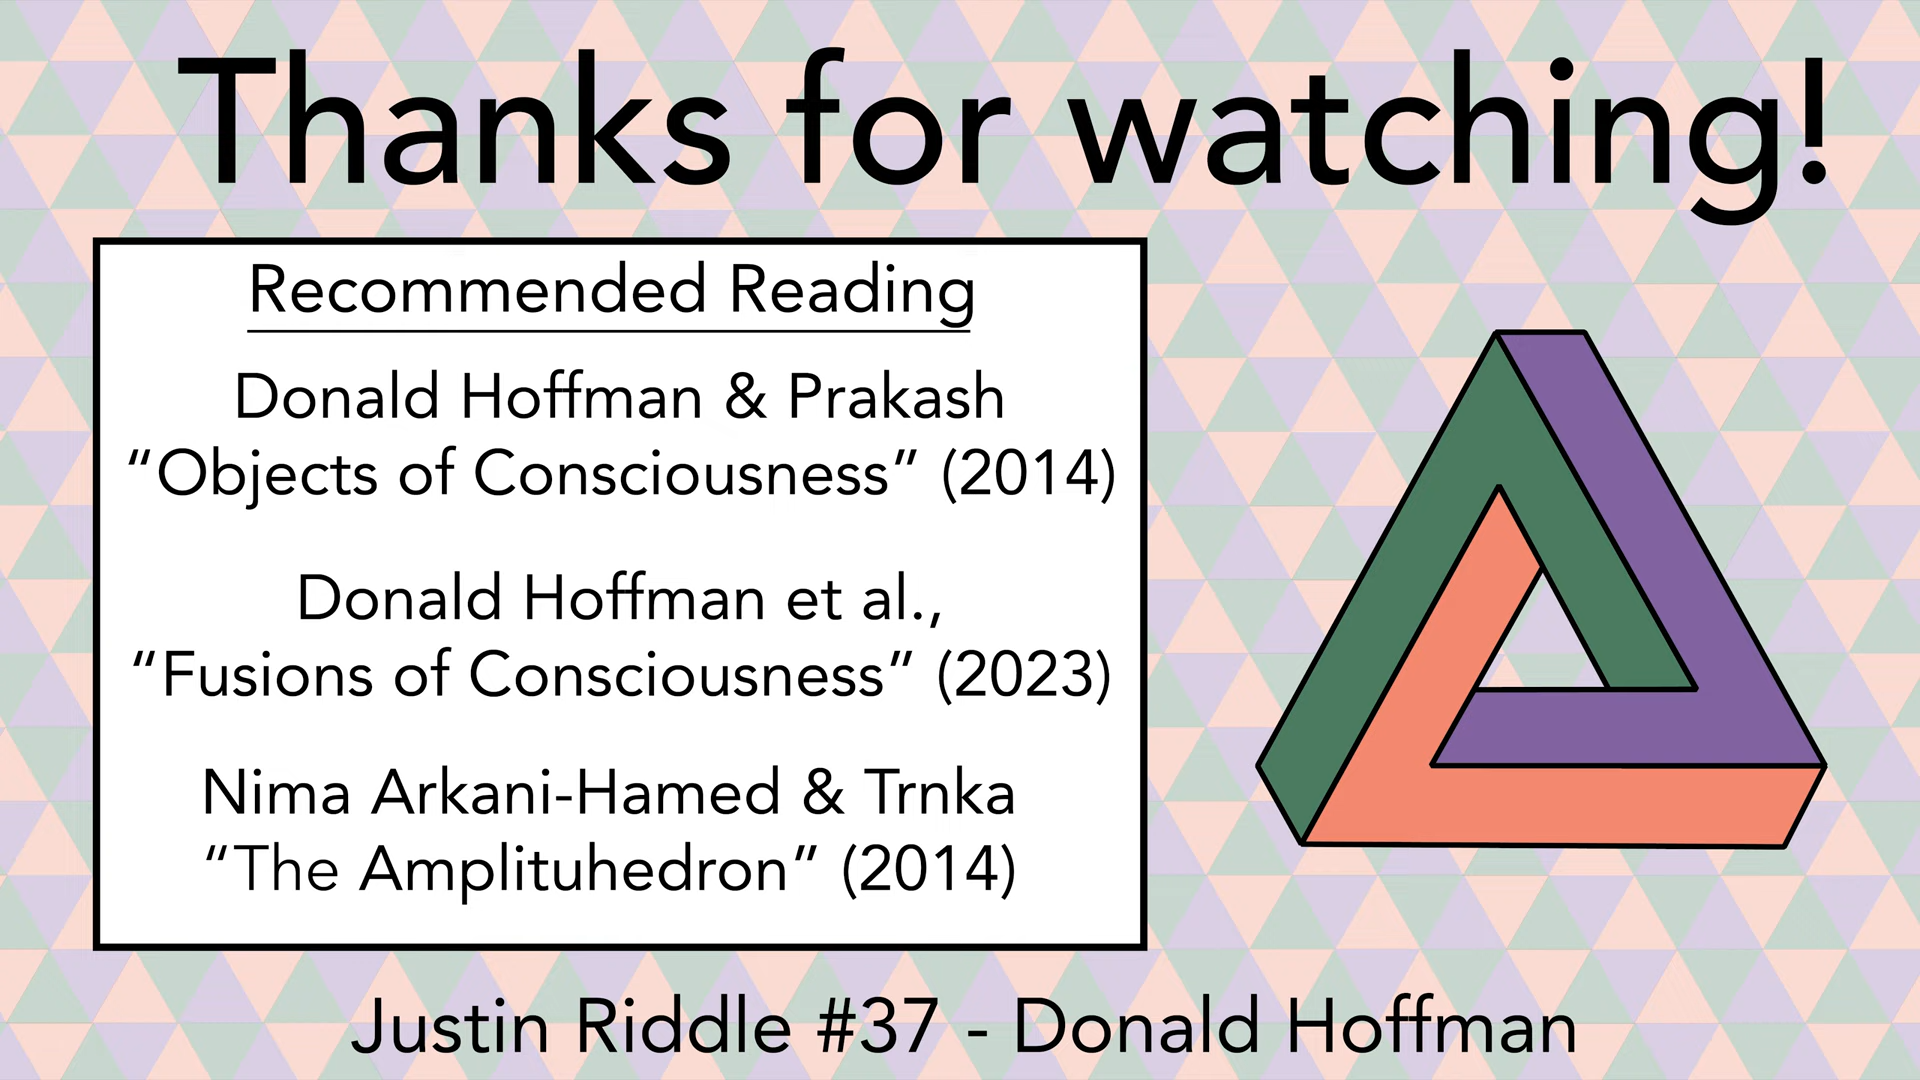 Thanks for watching!
Recommended Reading
Donald Hoffman & Prakash
“Objects of Consciousness” (2014)
Donald Hoffman et al.,
“Fusions of Consciousness” (2023)
Nima Arkani-Hamed & Trnka
“The Amplituhedron” (2014)
Justin Riddle #37 - Donald Hoffman